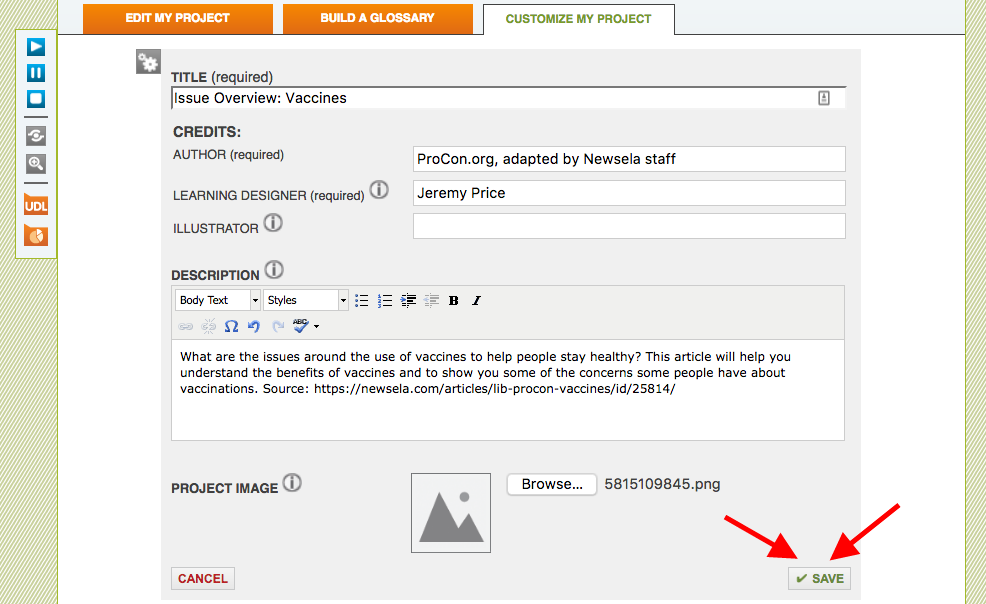 EDIT MY PROJECT
BUILD A GLOSSARY
CUSTOMIZE MY PROJECT
TITLE (required)
Issue Overview: Vaccines
CREDITS:
AUTHOR (required)
ProCon.org, adapted by Newsela staff
LEARNING DESIGNER (required)
Jeremy Price
ILLUSTRATOR
UDL
DESCRIPTION
Body Text
Styles
B I
Ω
ABC
What are the issues around the use of vaccines to help people stay healthy? This article will help you
understand the benefits of vaccines and to show you some of the concerns some people have about
vaccinations. Source: https://newsela.com/articles/lib-procon-vaccines/id/25814/
PROJECT IMAGE
Browse...
5815109845.png
CANCEL
✔ SAVE